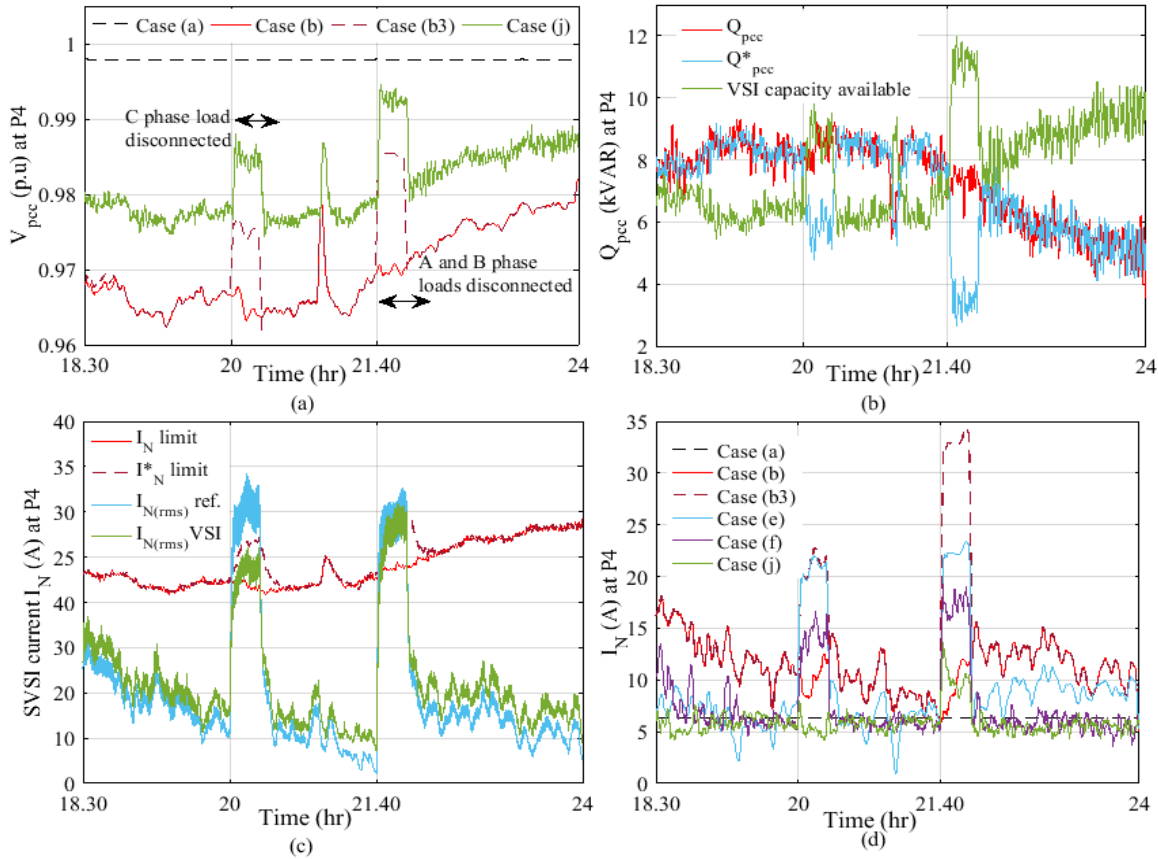 Case (a) Case (b) Case (b3) Case (j)
1
0.99
0.98
0.97
0.96
V_pcc (p.u) at P4
C phase load
disconnected
A and B phase
loads disconnected
18.30 20 21.40 24
Time (hr)
(a)
12
10
8
6
4
2
Q_pcc (kVAR) at P4
Q_pcc
Q*_pcc
VSI capacity available
18.30 20 21.40 24
Time (hr)
(b)
40
35
30
25
40
30
20
10
0
SVSI current I_N (A) at P4
I_N limit
I*_N limit
I_N(rms) ref.
I_N(rms) VSI
18.30 20 21.40 24
Time (hr)
(c)
35
30
25
20
15
10
5
0
I_N (A) at P4
Case (a)
Case (b)
Case (b3)
Case (e)
Case (f)
Case (j)
18.30 20 21.40 24
Time (hr)
(d)